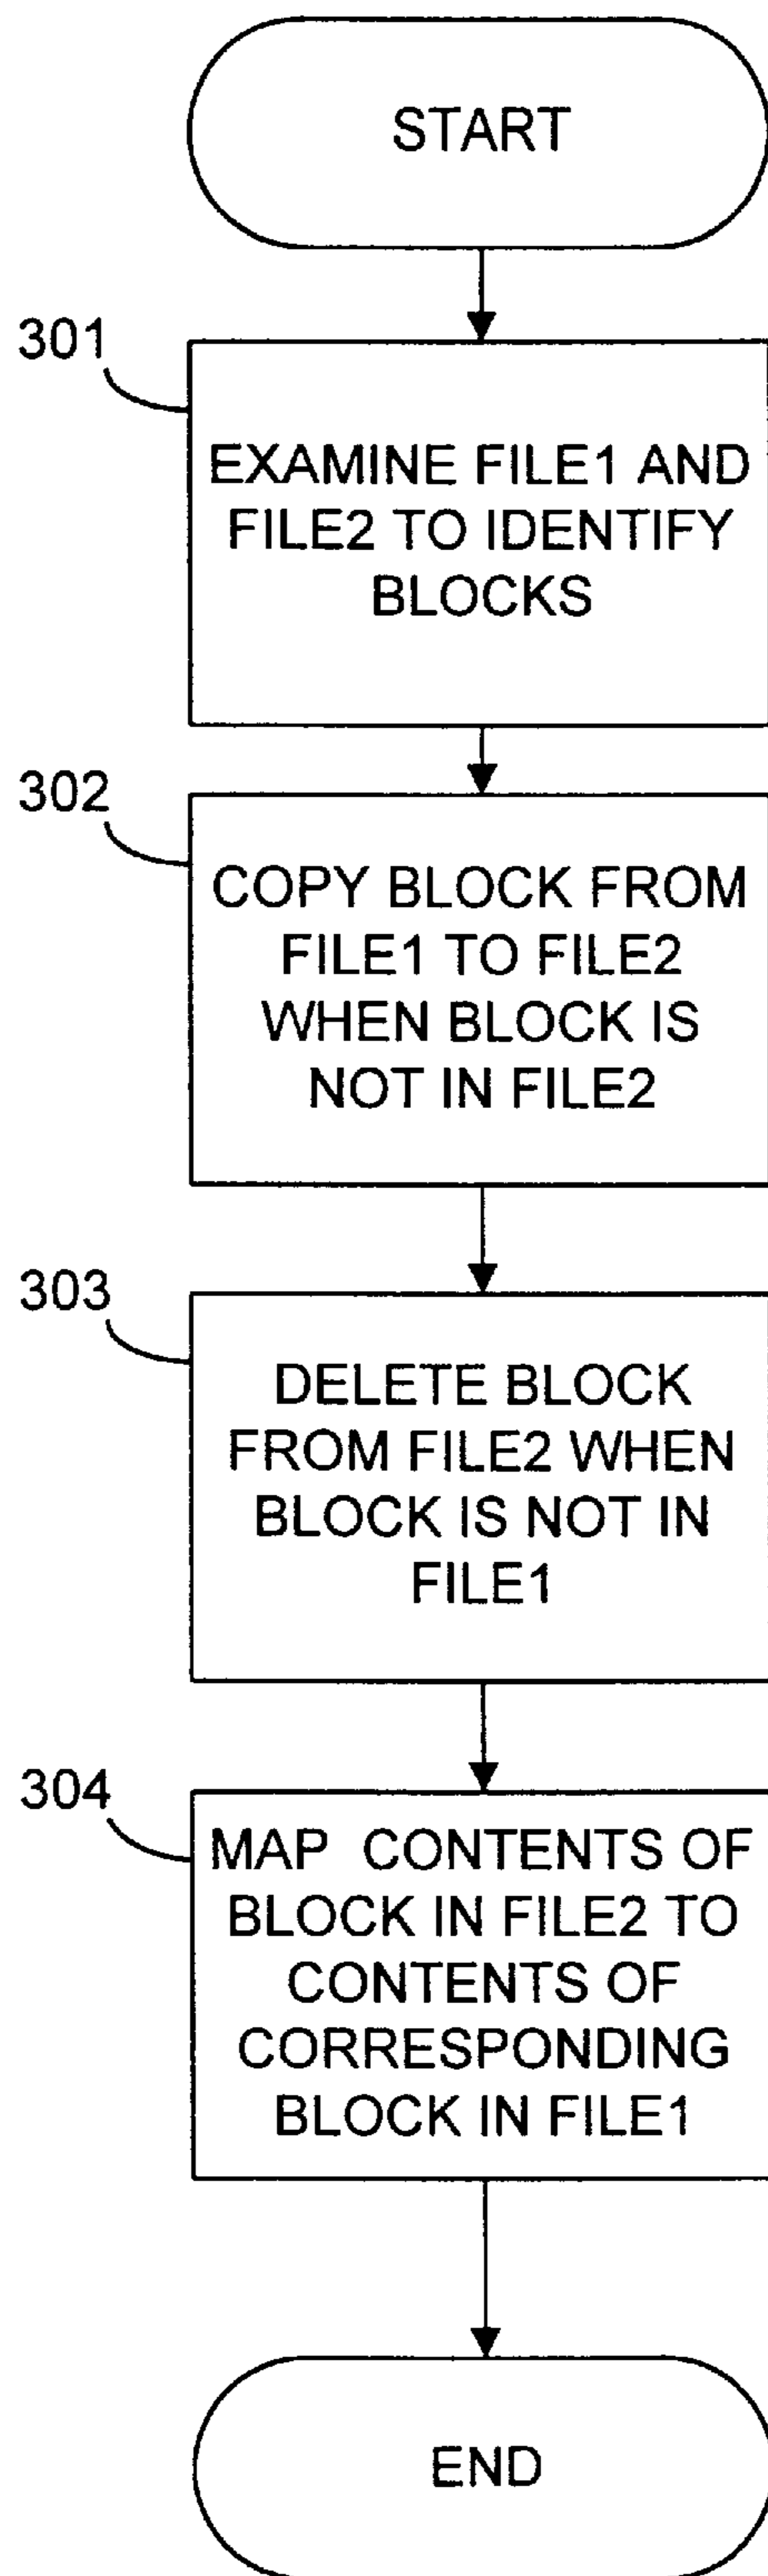 START
301
EXAMINE FILE1 AND
FILE2 TO IDENTIFY
BLOCKS
302
COPY BLOCK FROM
FILE1 TO FILE2
WHEN BLOCK IS
NOT IN FILE2
303
DELETE BLOCK
FROM FILE2 WHEN
BLOCK IS NOT IN
FILE1
304
MAP CONTENTS OF
BLOCK IN FILE2 TO
CONTENTS OF
CORRESPONDING
BLOCK IN FILE1
END